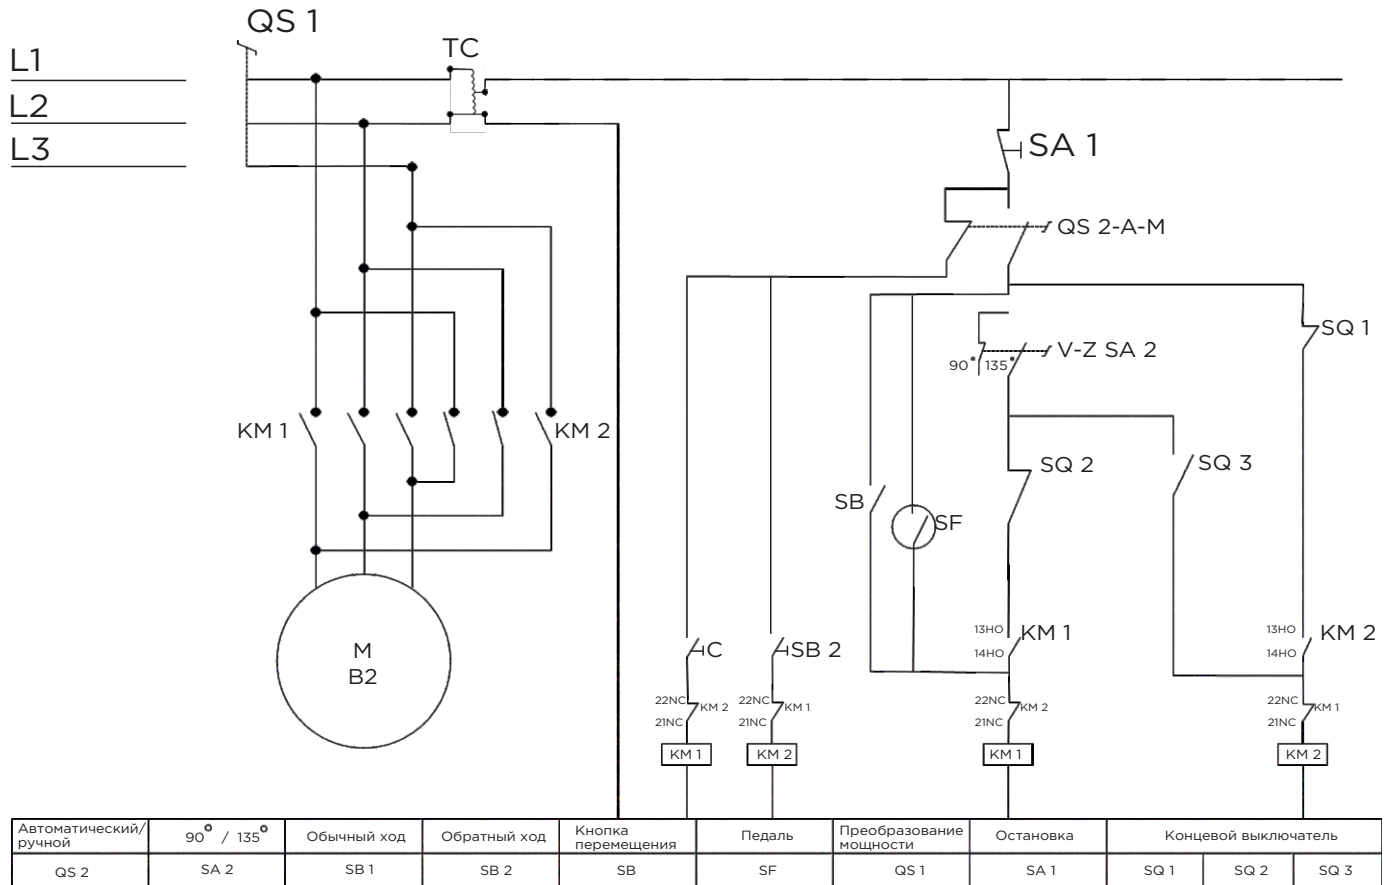 QS 1
L1
TC
L2
L3
SA 1
QS 2-A-M
SQ 1
V-Z SA 2
90° 135°
KM 1
KM 2
SQ 2
SQ 3
SB
SF
13HO
KM 1
13HO
KM 2
14HO
14HO
C
SB 2
M
B2
22NC
KM 2
21NC
22NC
KM 1
21NC
22NC
KM 2
21NC
22NC
KM 1
21NC
KM 1
KM 2
KM 1
KM 2
Автоматический/
ручной
90° / 135°
Обычный ход
Обратный ход
Кнопка
перемещения
Педаль
Преобразование
мощности
Остановка
Концевой выключатель
QS 2
SA 2
SB 1
SB 2
SB
SF
QS 1
SA 1
SQ 1
SQ 2
SQ 3